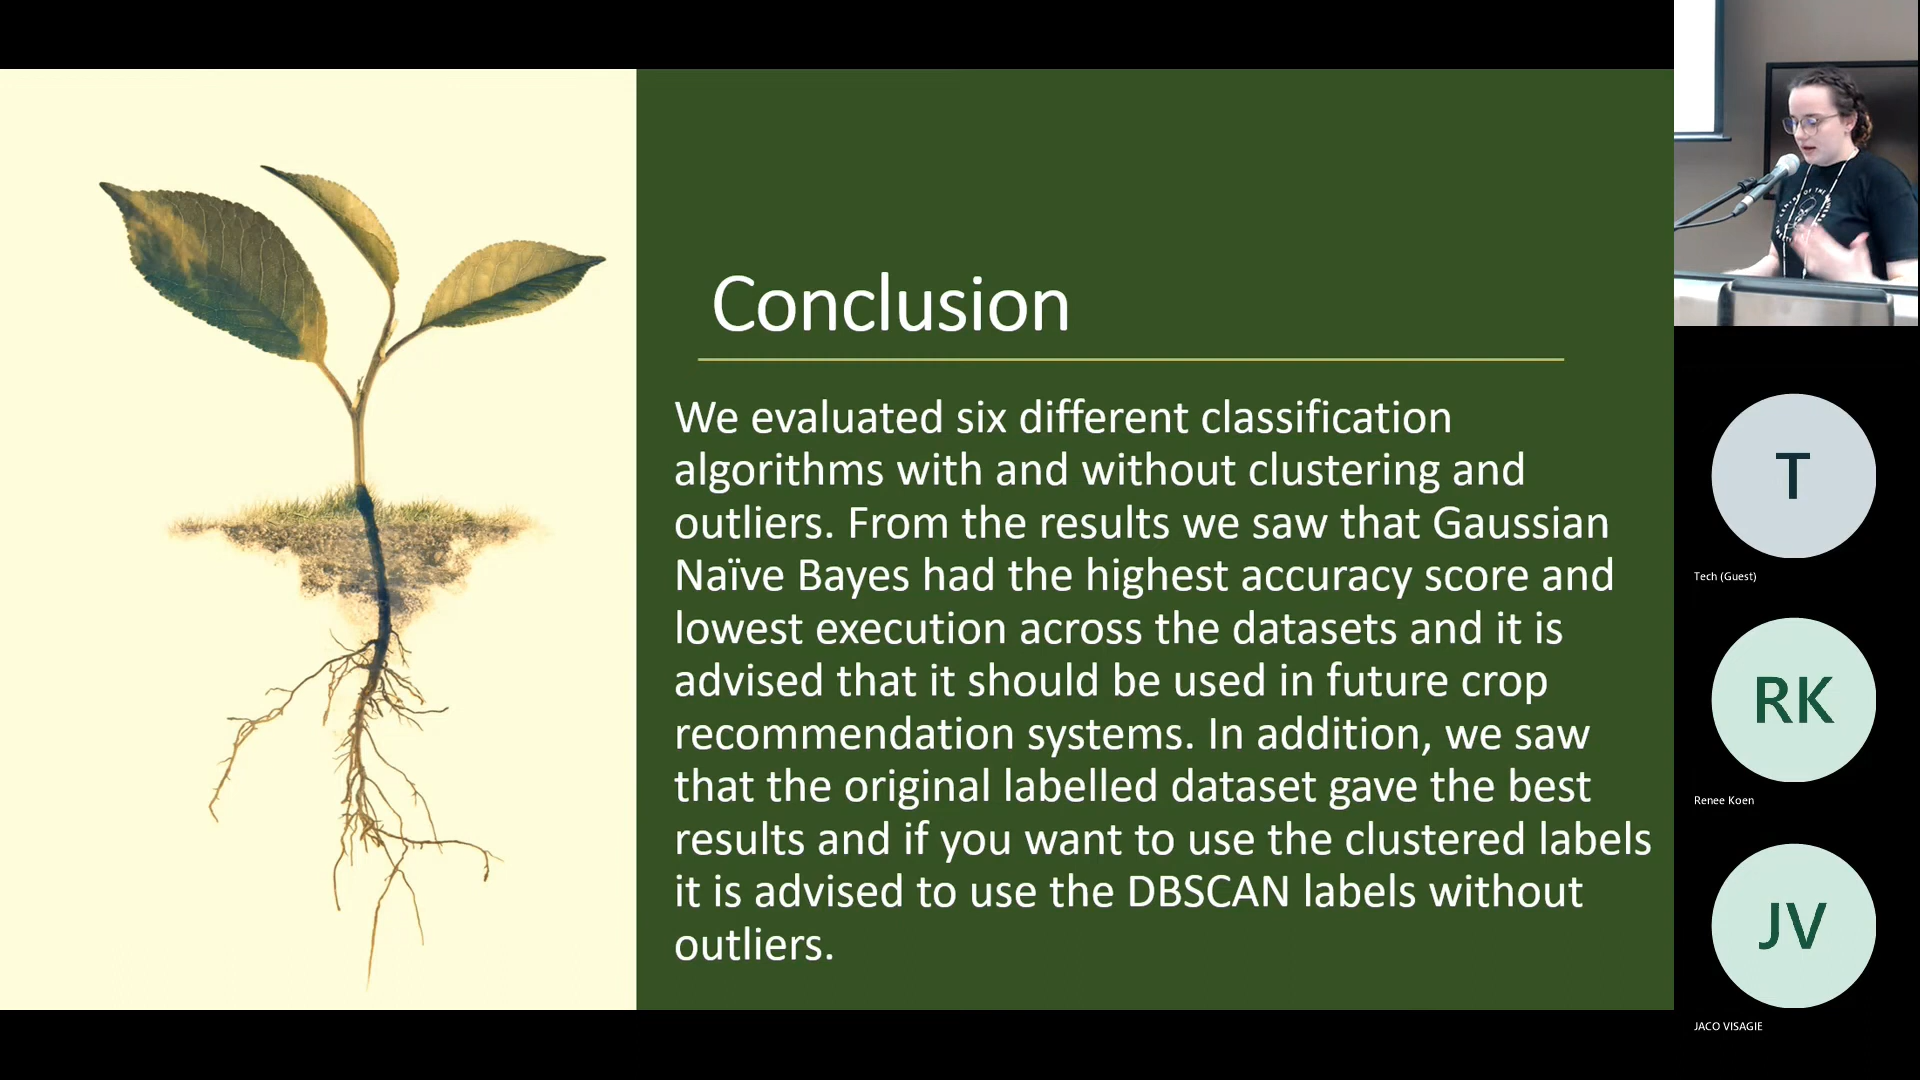 Conclusion
We evaluated six different classification
algorithms with and without clustering and
outliers. From the results we saw that Gaussian
Naïve Bayes had the highest accuracy score and
lowest execution across the datasets and it is
advised that it should be used in future crop
recommendation systems. In addition, we saw
that the original labelled dataset gave the best
results and if you want to use the clustered labels
it is advised to use the DBSCAN labels without
outliers.
T
Tech (Guest)
RK
Renee Koen
JV
JACO VISAGIE